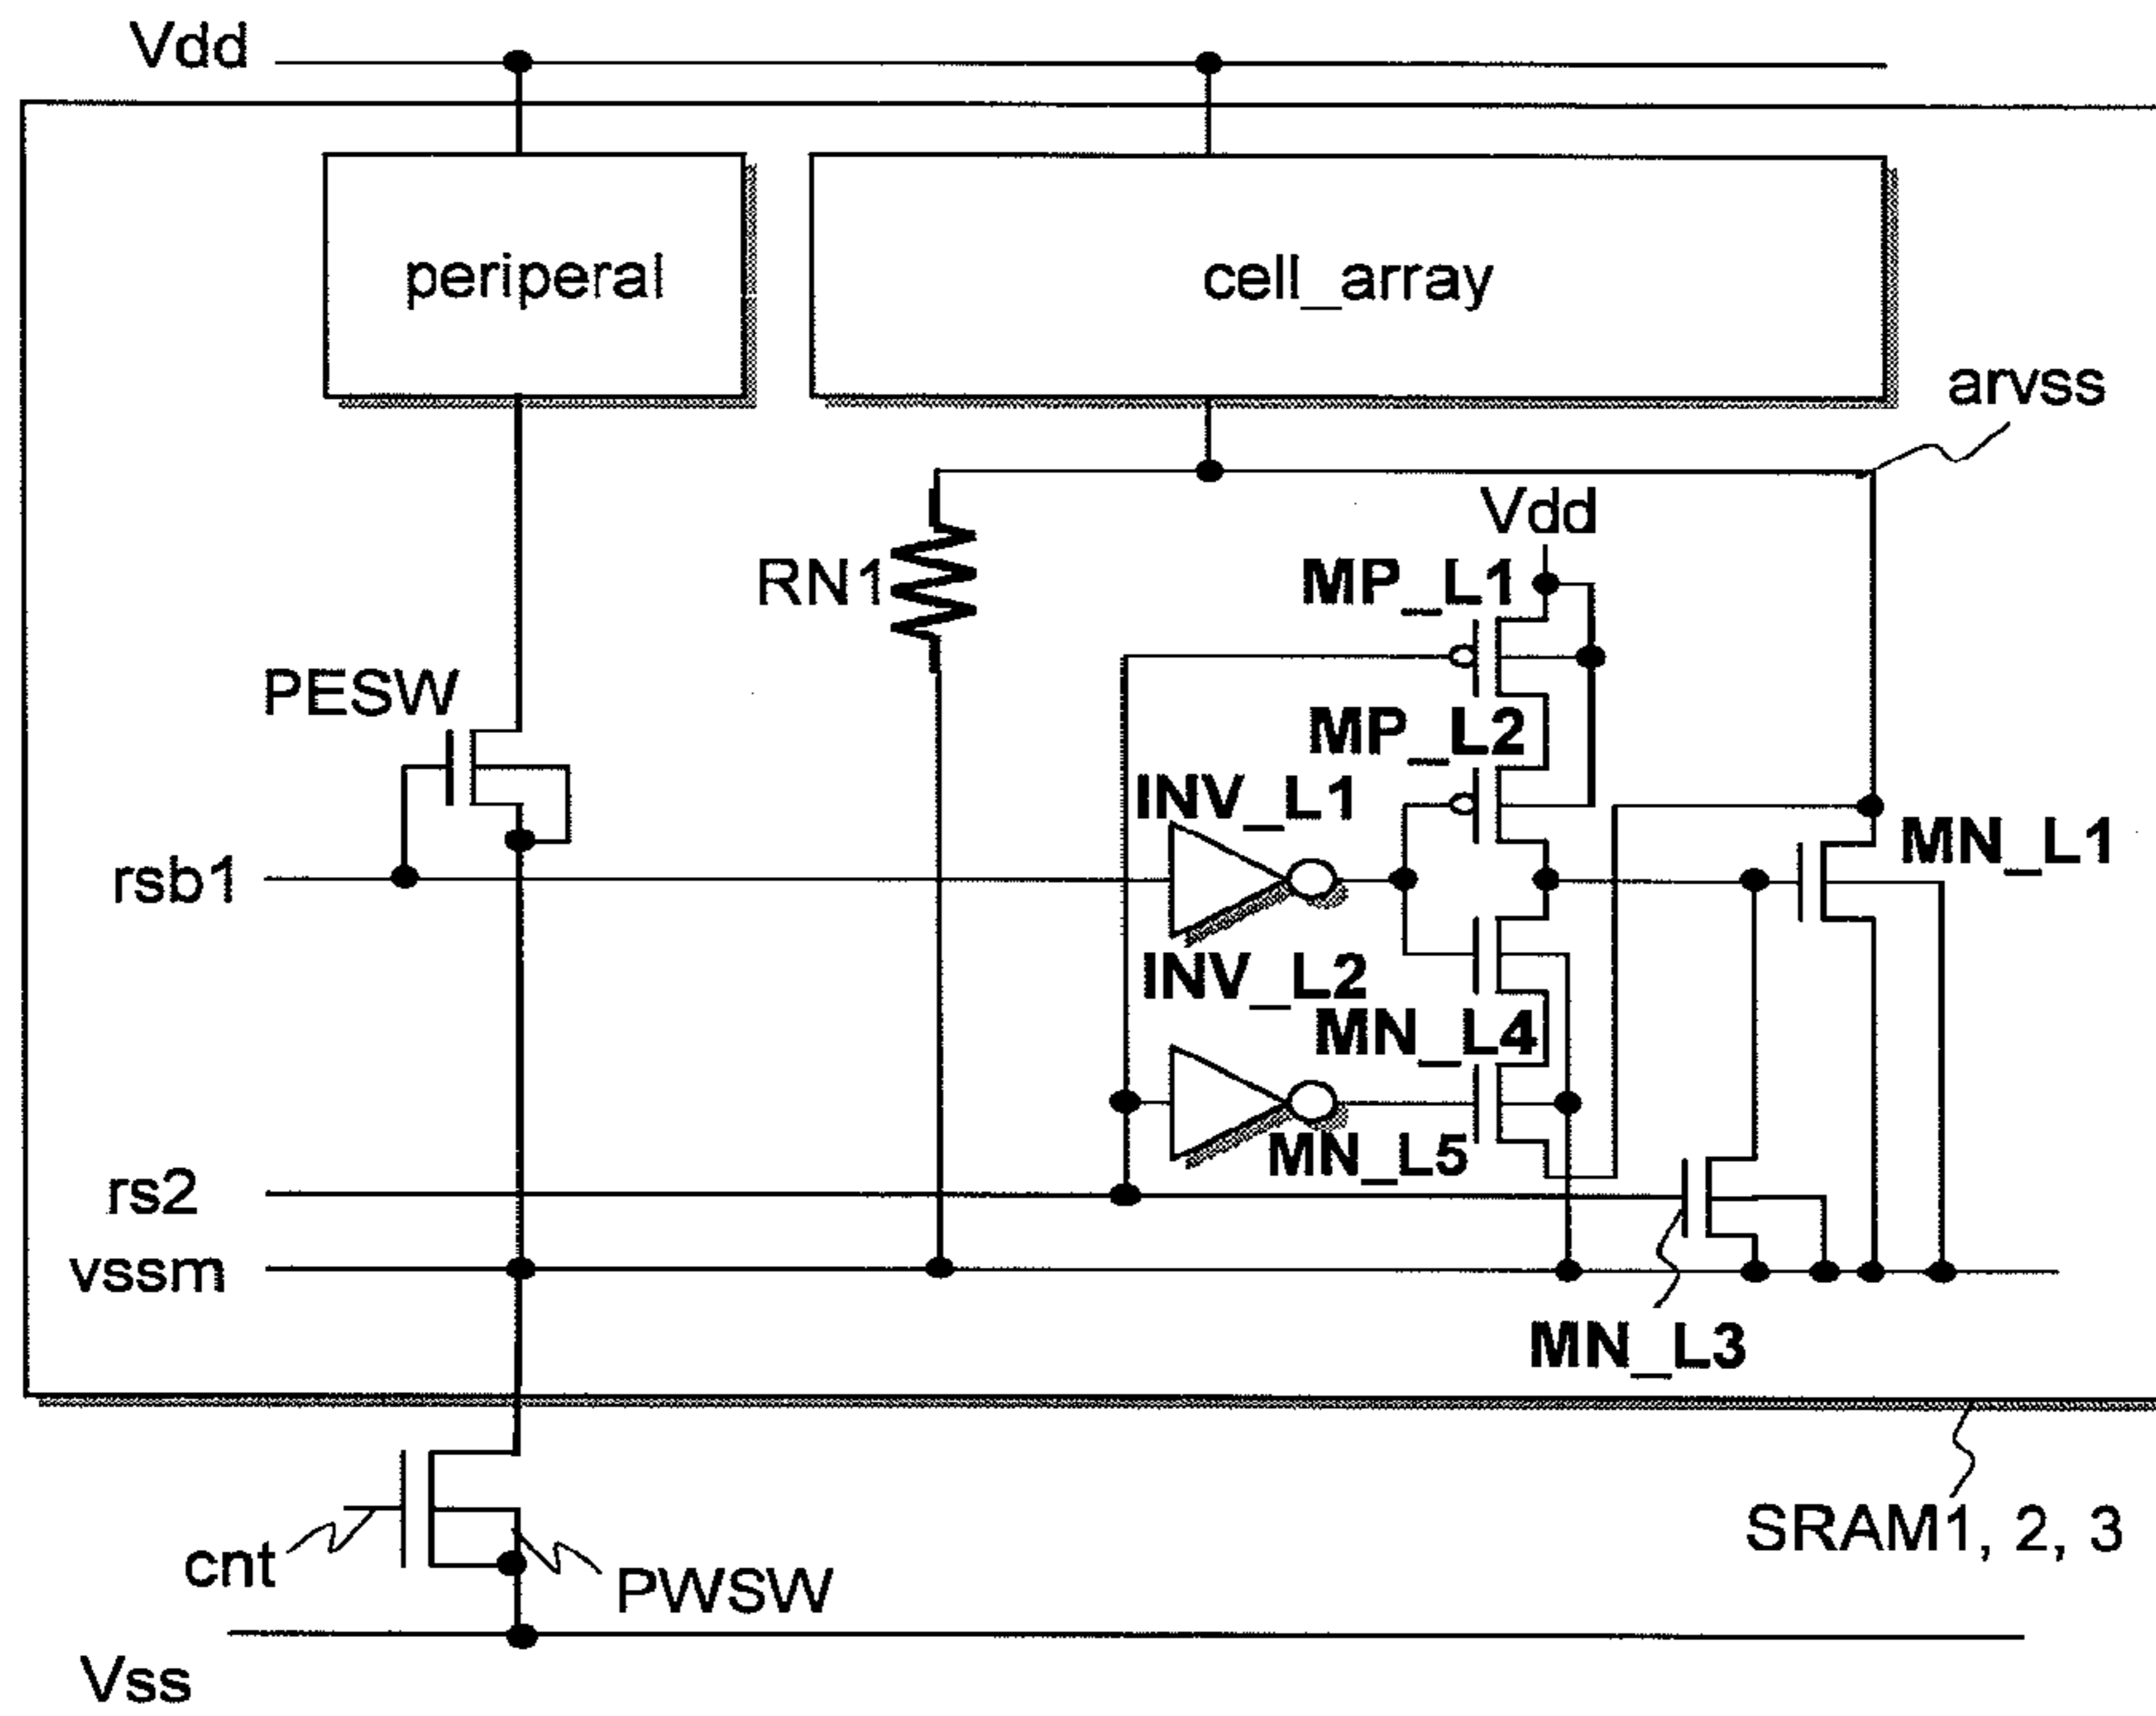 Vdd
periperal
cell_array
arvss
Vdd
RN1
MP_L1
PESW
MP_L2
INV_L1
MN_L1
rsb1
INV_L2
MN_L4
MN_L5
rs2
vssm
MN_L3
SRAM1, 2, 3
cnt
PWSW
Vss